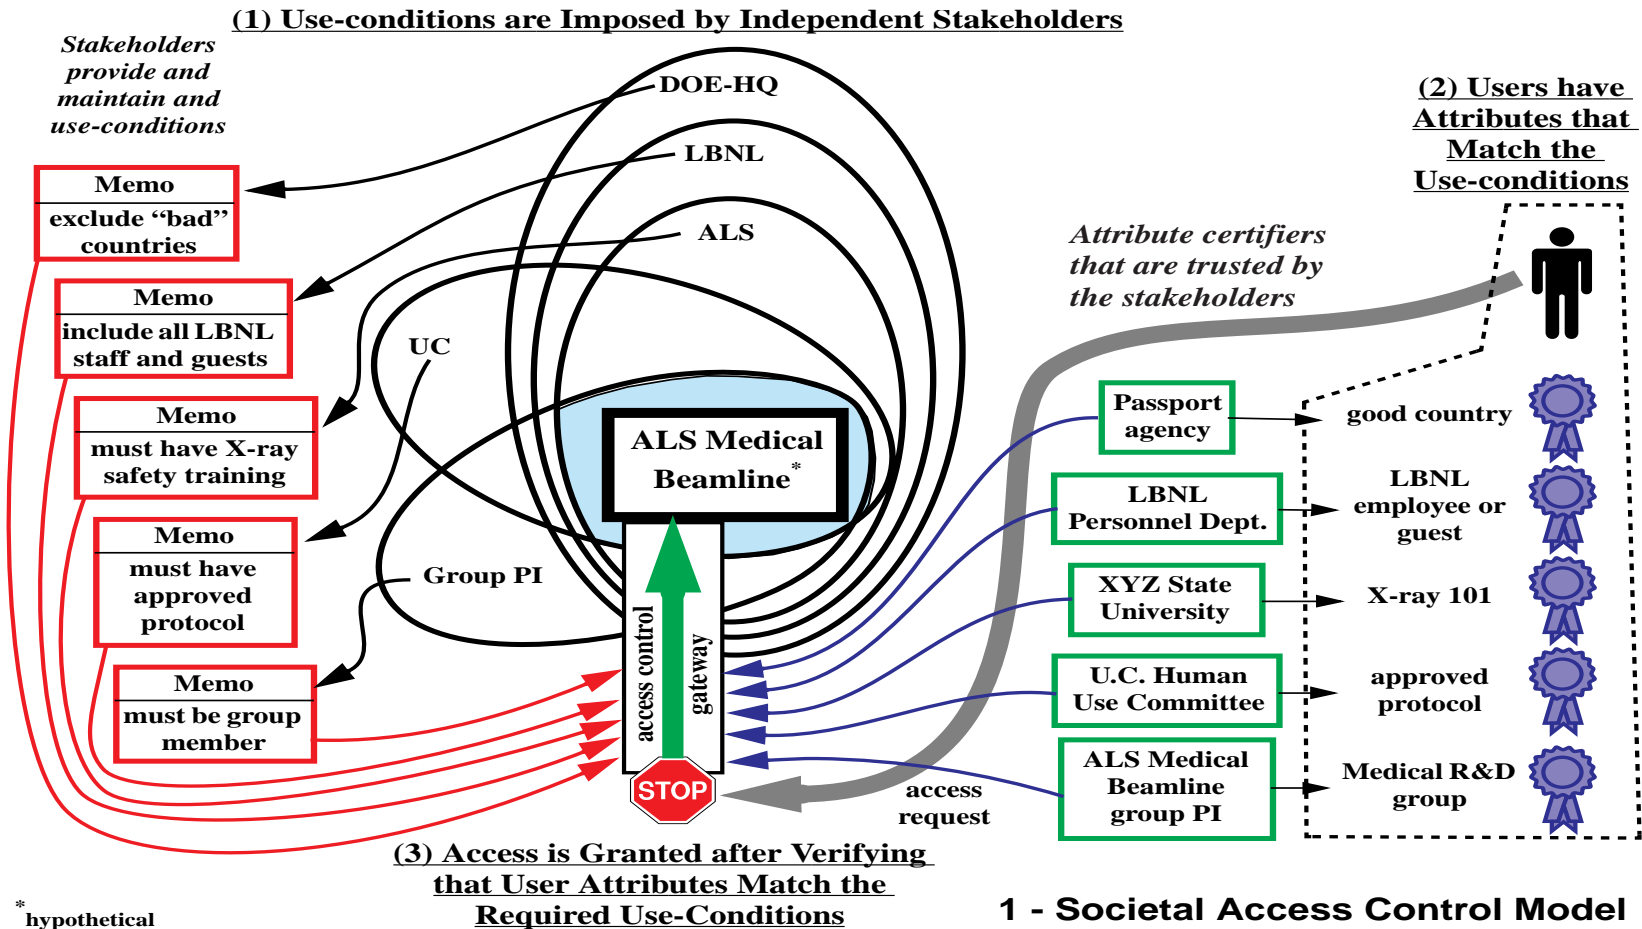 (1) Use-conditions are Imposed by Independent Stakeholders
Stakeholders
provide and
maintain and
use-conditions
DOE-HQ
LBNL
ALS
UC
Group PI
Memo
exclude “bad”
countries
Memo
include all LBNL
staff and guests
Memo
must have X-ray
safety training
Memo
must have
approved
protocol
Memo
must be group
member
ALS Medical
Beamline*
access control
gateway
STOP
(2) Users have
Attributes that
Match the
Use-conditions
Attribute certifiers
that are trusted by
the stakeholders
Passport
agency
good country
LBNL
Personnel Dept.
LBNL
employee or
guest
XYZ State
University
X-ray 101
U.C. Human
Use Committee
approved
protocol
ALS Medical
Beamline
group PI
Medical R&D
group
access
request
(3) Access is Granted after Verifying
that User Attributes Match the
Required Use-Conditions
*hypothetical
1 - Societal Access Control Model